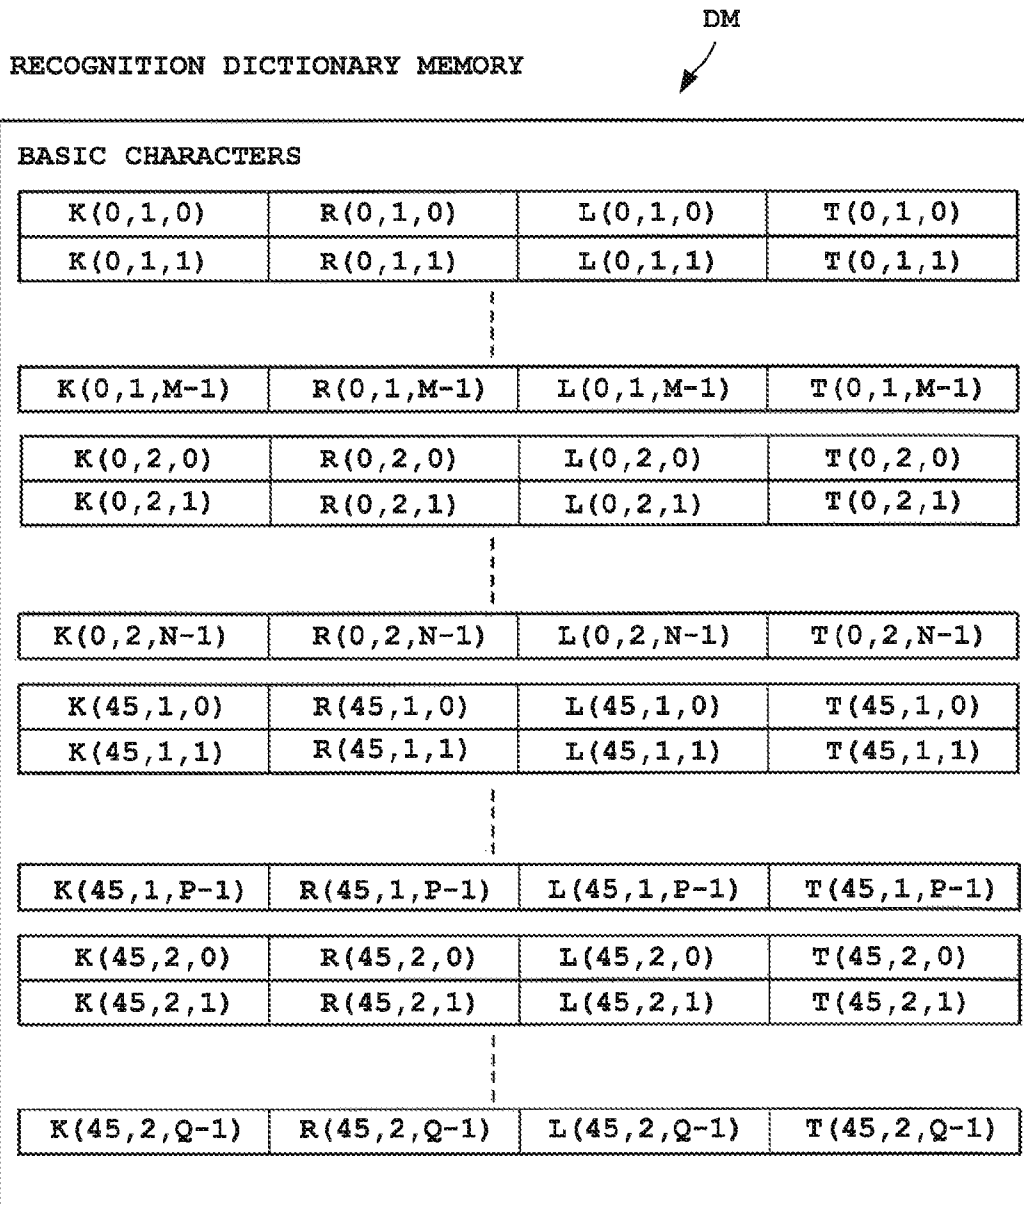 DM
RECOGNITION DICTIONARY MEMORY
BASIC CHARACTERS
K(0,1,0) R(0,1,0) L(0,1,0) T(0,1,0)
K(0,1,1) R(0,1,1) L(0,1,1) T(0,1,1)
K(0,1,M-1) R(0,1,M-1) L(0,1,M-1) T(0,1,M-1)
K(0,2,0) R(0,2,0) L(0,2,0) T(0,2,0)
K(0,2,1) R(0,2,1) L(0,2,1) T(0,2,1)
K(0,2,N-1) R(0,2,N-1) L(0,2,N-1) T(0,2,N-1)
K(45,1,0) R(45,1,0) L(45,1,0) T(45,1,0)
K(45,1,1) R(45,1,1) L(45,1,1) T(45,1,1)
K(45,1,P-1) R(45,1,P-1) L(45,1,P-1) T(45,1,P-1)
K(45,2,0) R(45,2,0) L(45,2,0) T(45,2,0)
K(45,2,1) R(45,2,1) L(45,2,1) T(45,2,1)
K(45,2,Q-1) R(45,2,Q-1) L(45,2,Q-1) T(45,2,Q-1)